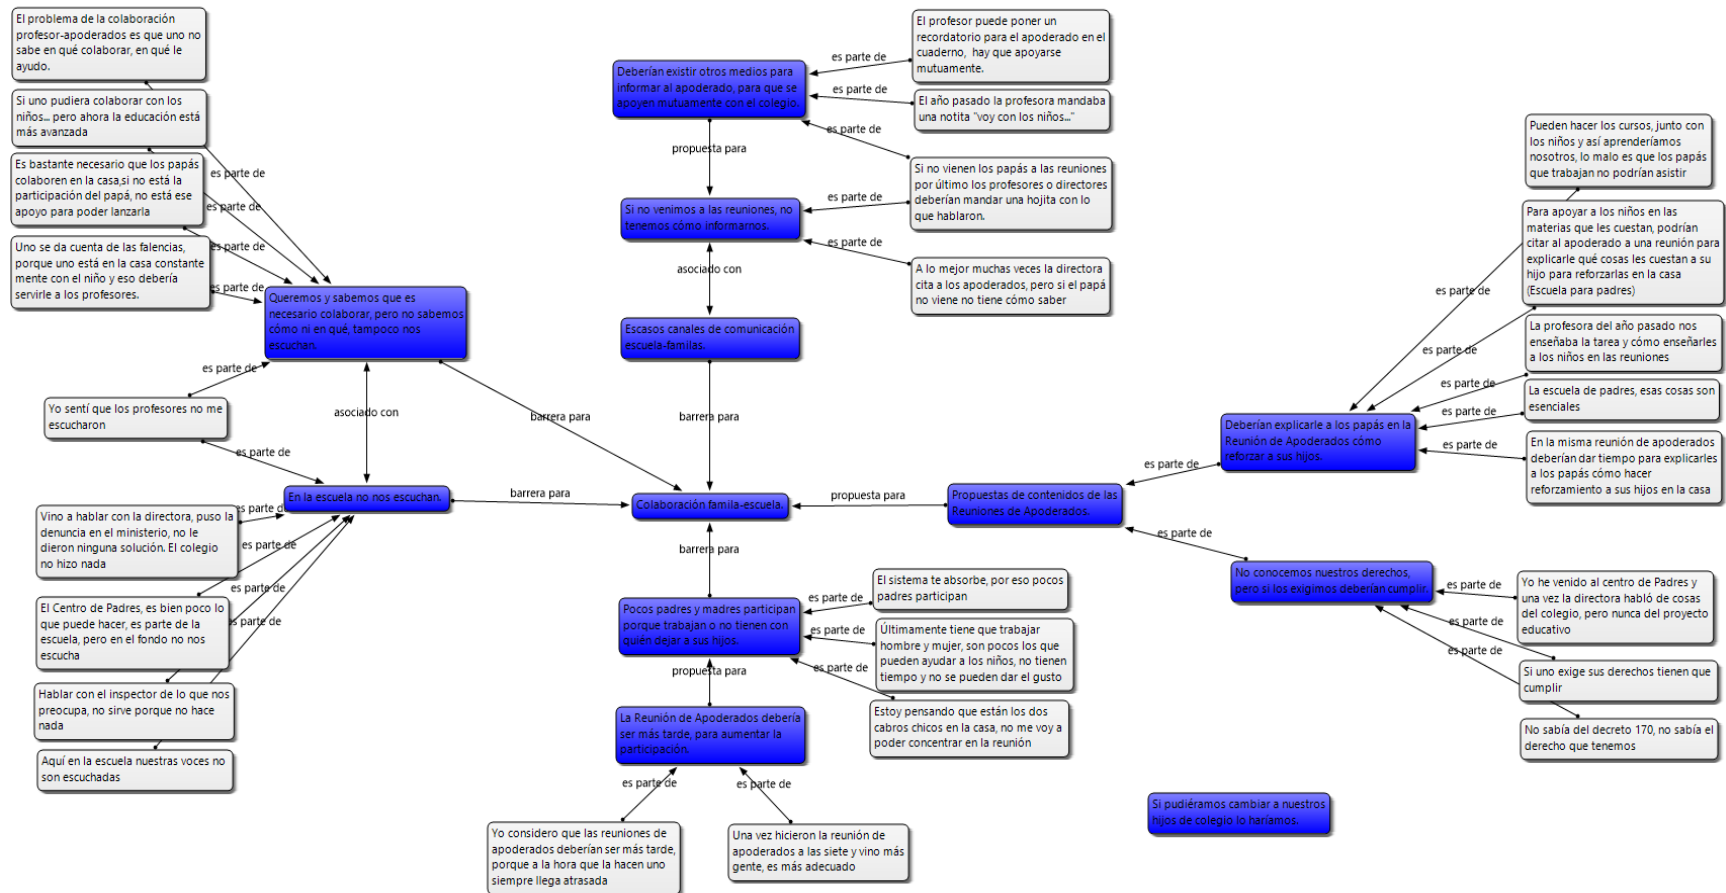 El problema de la colaboración
profesor-apoderados es que uno no
sabe en qué colaborar, en qué le
ayudo.
Si uno pudiera colaborar con los
niños... pero ahora la educación está
más avanzada
es parte de
Es bastante necesario que los papás
colaboren en la casa,si no está la
participación del papá, no está ese
apoyo para poder lanzarla
es parte de
Uno se da cuenta de las falencias,
porque uno está en la casa constante
mente con el niño y eso debería
servirle a los profesores.
es parte de
es parte de
Queremos y sabemos que es
necesario colaborar, pero no sabemos
cómo ni en qué, tampoco nos
escuchan.
es parte de
Yo sentí que los profesores no me
escucharon
asociado con
barrera para
es parte de
En la escuela no nos escuchan.
barrera para
Vino a hablar con la directora, puso la
denuncia en el ministerio, no le
dieron ninguna solución. El colegio
no hizo nada
es parte de
es parte de
El Centro de Padres, es bien poco lo
que puede hacer, es parte de la
escuela, pero en el fondo no nos
escucha
es parte de
es parte de
Hablar con el inspector de lo que nos
preocupa, no sirve porque no hace
nada
Aquí en la escuela nuestras voces no
son escuchadas
Deberían existir otros medios para
informar al apoderado, para que se
apoyen mutuamente con el colegio.
es parte de
El profesor puede poner un
recordatorio para el apoderado en el
cuaderno,  hay que apoyarse
mutuamente.
es parte de
El año pasado la profesora mandaba
una notita "voy con los niños..."
es parte de
propuesta para
Si no vienen los papás a las reuniones
por último los profesores o directores
deberían mandar una hojita con lo
que hablaron.
Si no venimos a las reuniones, no
tenemos cómo informarnos.
es parte de
es parte de
A lo mejor muchas veces la directora
cita a los apoderados, pero si el papá
no viene no tiene cómo saber
asociado con
Escasos canales de comunicación
escuela-familas.
barrera para
Colaboración famila-escuela.
propuesta para
Propuestas de contenidos de las
Reuniones de Apoderados.
barrera para
Pocos padres y madres participan
porque trabajan o no tienen con
quién dejar a sus hijos.
es parte de
El sistema te absorbe, por eso pocos
padres participan
es parte de
Últimamente tiene que trabajar
hombre y mujer, son pocos los que
pueden ayudar a los niños, no tienen
tiempo y no se pueden dar el gusto
es parte de
Estoy pensando que están los dos
cabros chicos en la casa, no me voy a
poder concentrar en la reunión
propuesta para
La Reunión de Apoderados debería
ser más tarde, para aumentar la
participación.
es parte de
es parte de
Yo considero que las reuniones de
apoderados deberían ser más tarde,
porque a la hora que la hacen uno
siempre llega atrasada
Una vez hicieron la reunión de
apoderados a las siete y vino más
gente, es más adecuado
Pueden hacer los cursos, junto con
los niños y así aprenderíamos
nosotros, lo malo es que los papás
que trabajan no podrían asistir
Para apoyar a los niños en las
materias que les cuestan, podrían
citar al apoderado a una reunión para
explicarle qué cosas les cuestan a su
hijo para reforzarlas en la casa
(Escuela para padres)
es parte de
La profesora del año pasado nos
enseñaba la tarea y cómo enseñarles
a los niños en las reuniones
es parte de
es parte de
La escuela de padres, esas cosas son
esenciales
es parte de
Deberían explicarle a los papás en la
Reunión de Apoderados cómo
reforzar a sus hijos.
es parte de
En la misma reunión de apoderados
deberían dar tiempo para explicarles
a los papás cómo hacer
reforzamiento a sus hijos en la casa
es parte de
es parte de
No conocemos nuestros derechos,
pero si los exigimos deberían cumplir.
es parte de
Yo he venido al centro de Padres y
una vez la directora habló de cosas
del colegio, pero nunca del proyecto
educativo
es parte de
es parte de
Si uno exige sus derechos tienen que
cumplir
No sabía del decreto 170, no sabía el
derecho que tenemos
Si pudiéramos cambiar a nuestros
hijos de colegio lo haríamos.